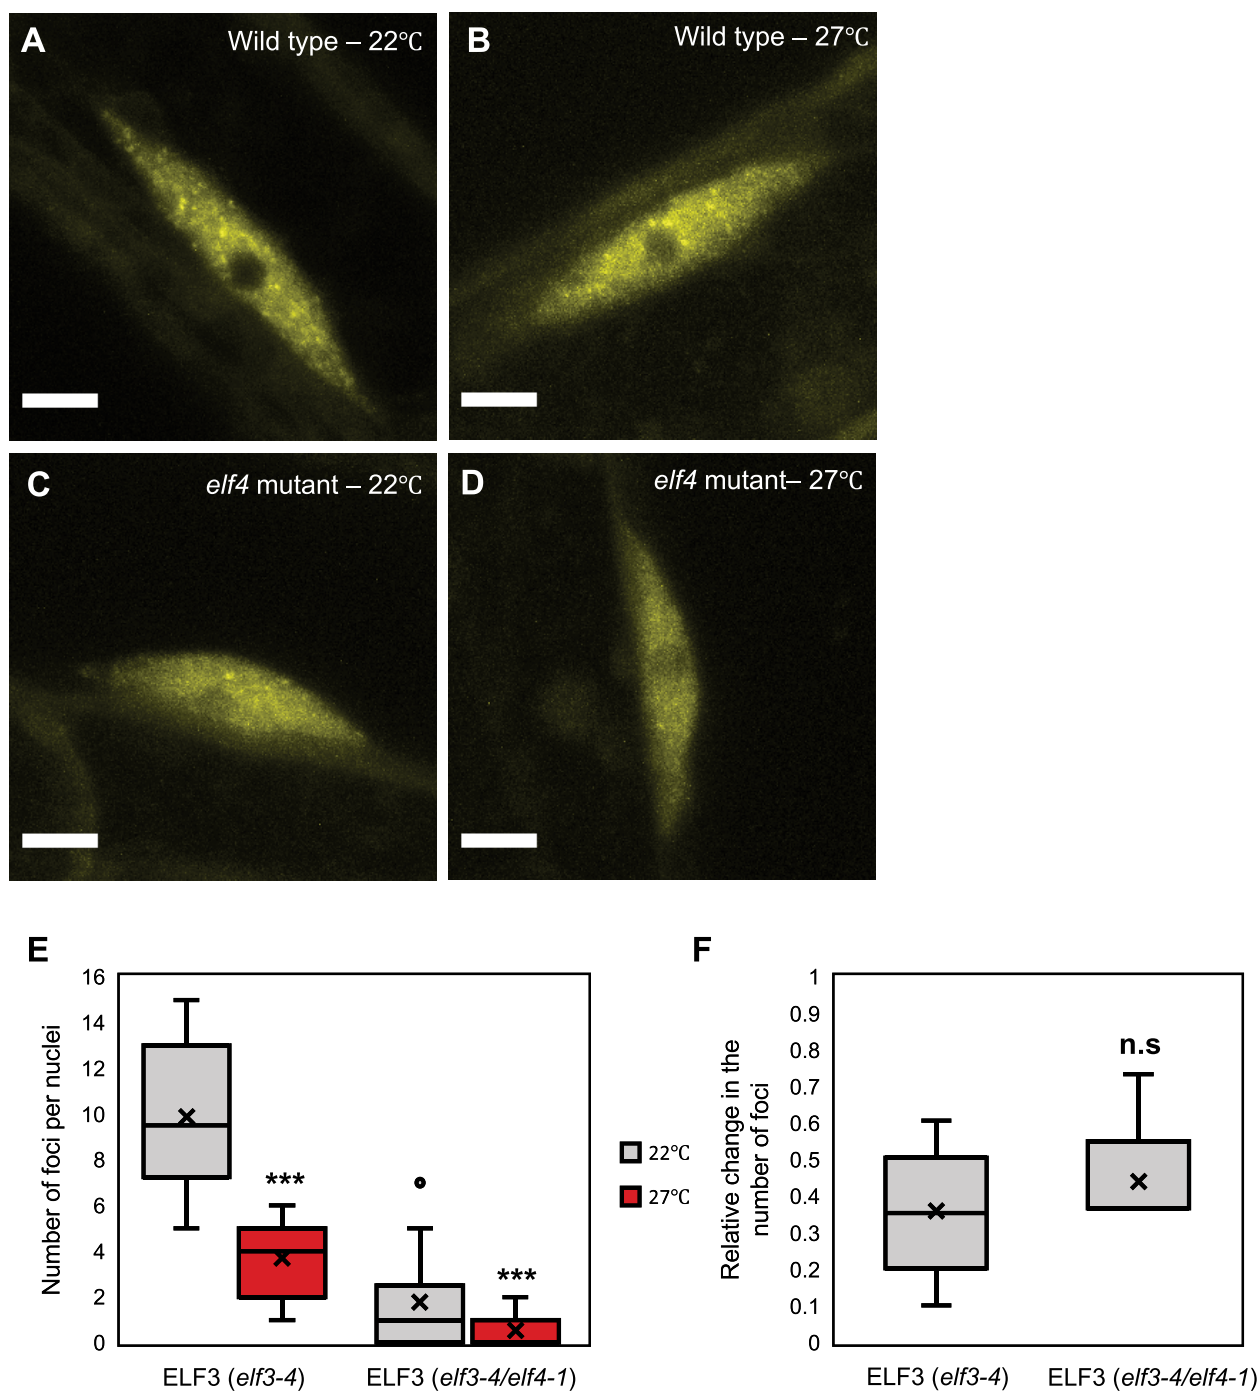 A
Wild type – 22°C
B
Wild type – 27°C
C
elf4 mutant – 22°C
D
elf4 mutant– 27°C
E
Number of foci per nuclei
16
14
12
10
8
6
4
2
0
***
***
ELF3 (elf3-4)
ELF3 (elf3-4/elf4-1)
22°C
27°C
F
Relative change in the
number of foci
1
0.9
0.8
0.7
0.6
0.5
0.4
0.3
0.2
0.1
0
n.s
ELF3 (elf3-4)
ELF3 (elf3-4/elf4-1)